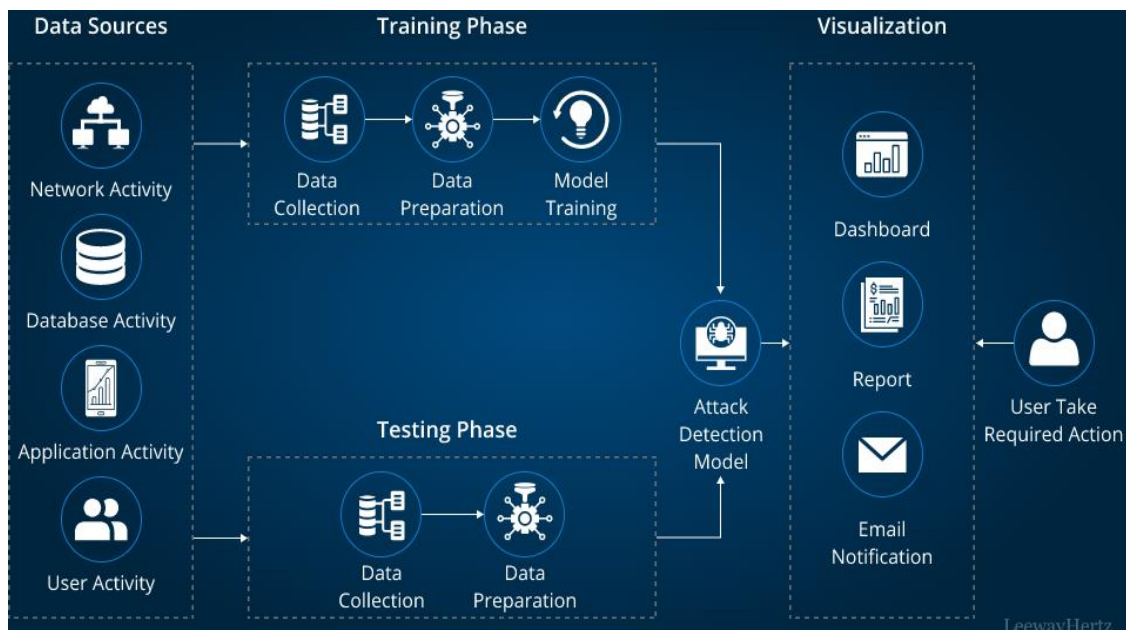 Data Sources
Training Phase
Visualization
Network Activity
Database Activity
Application Activity
User Activity
Data
Collection
Data
Preparation
Model
Training
Testing Phase
Data
Collection
Data
Preparation
Attack
Detection
Model
Dashboard
$
Report
Email
Notification
User Take
Required Action
LeewayHertz